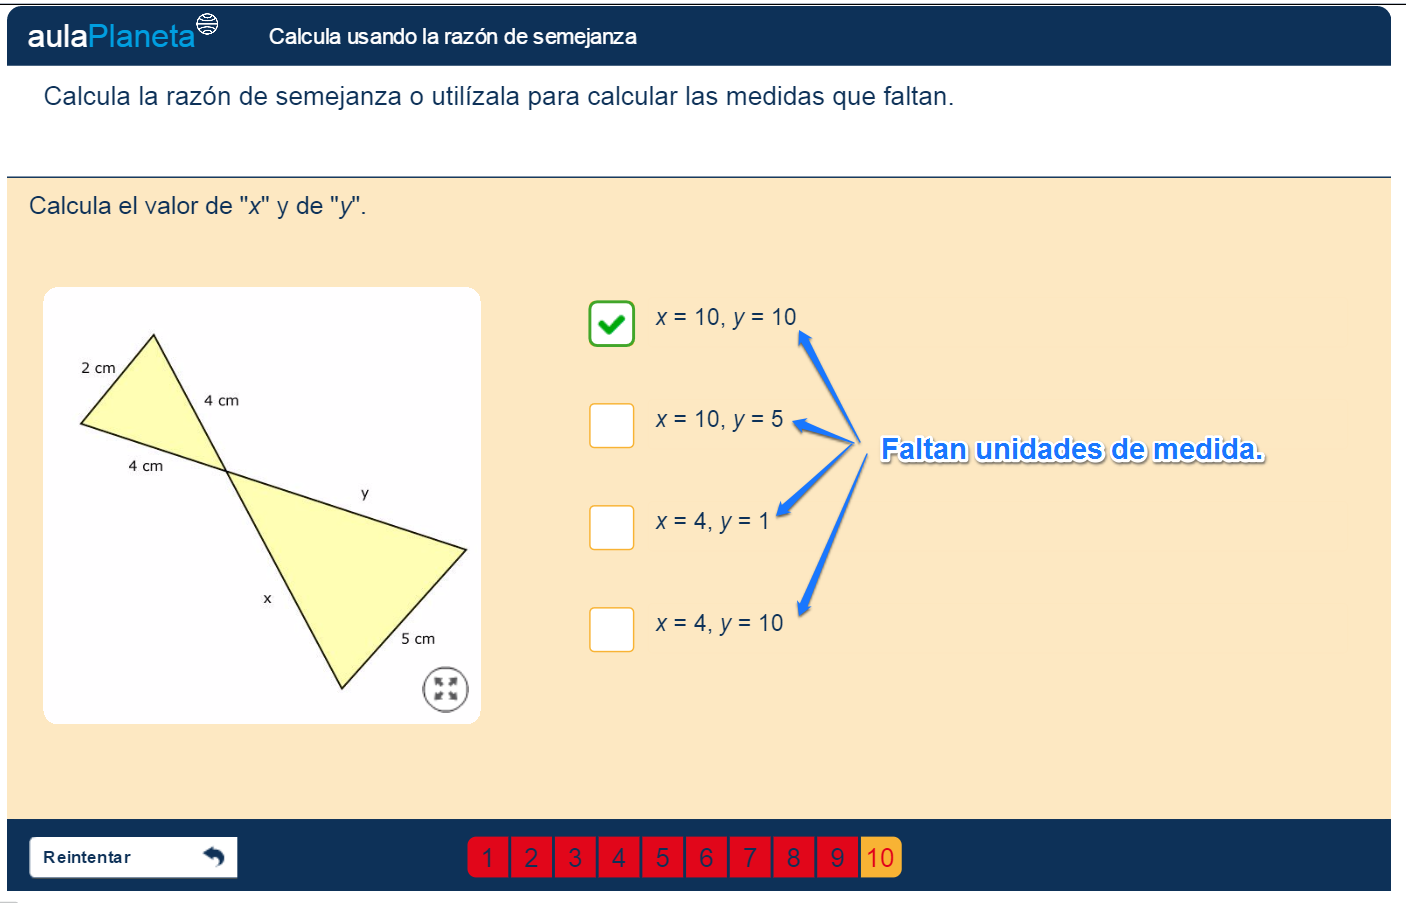 aulaPlaneta
Calcula usando la razón de semejanza
Calcula la razón de semejanza o utilízala para calcular las medidas que faltan.
Calcula el valor de "x" y de "y".
2 cm
4 cm
4 cm
y
x
5 cm
x = 10, y = 10
x = 10, y = 5
x = 4, y = 1
x = 4, y = 10
Faltan unidades de medida.
Reintentar
1 2 3 4 5 6 7 8 9 10